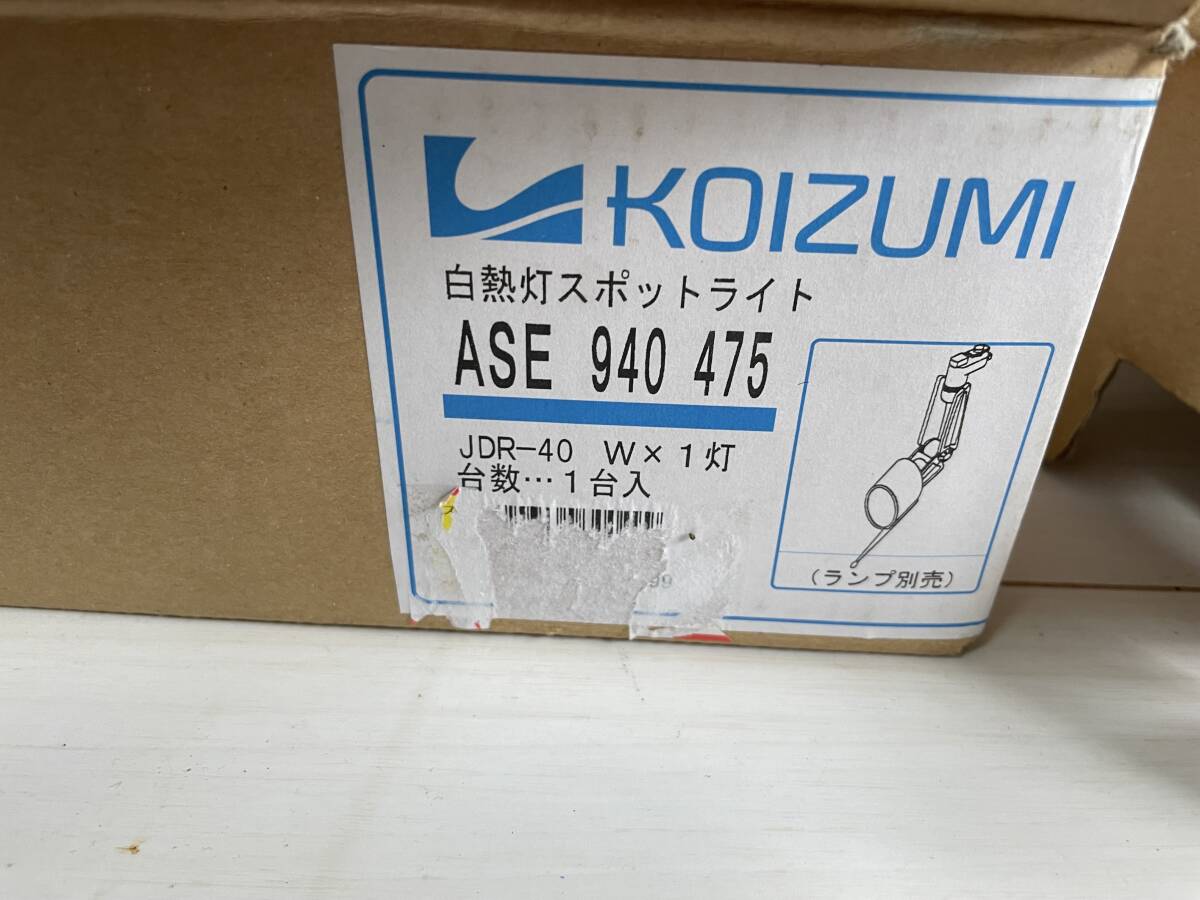 KOIZUMI
白熱灯スポットライト
ASE 940 475
JDR-40 W×1灯
台数…1台入
(ランプ別売)